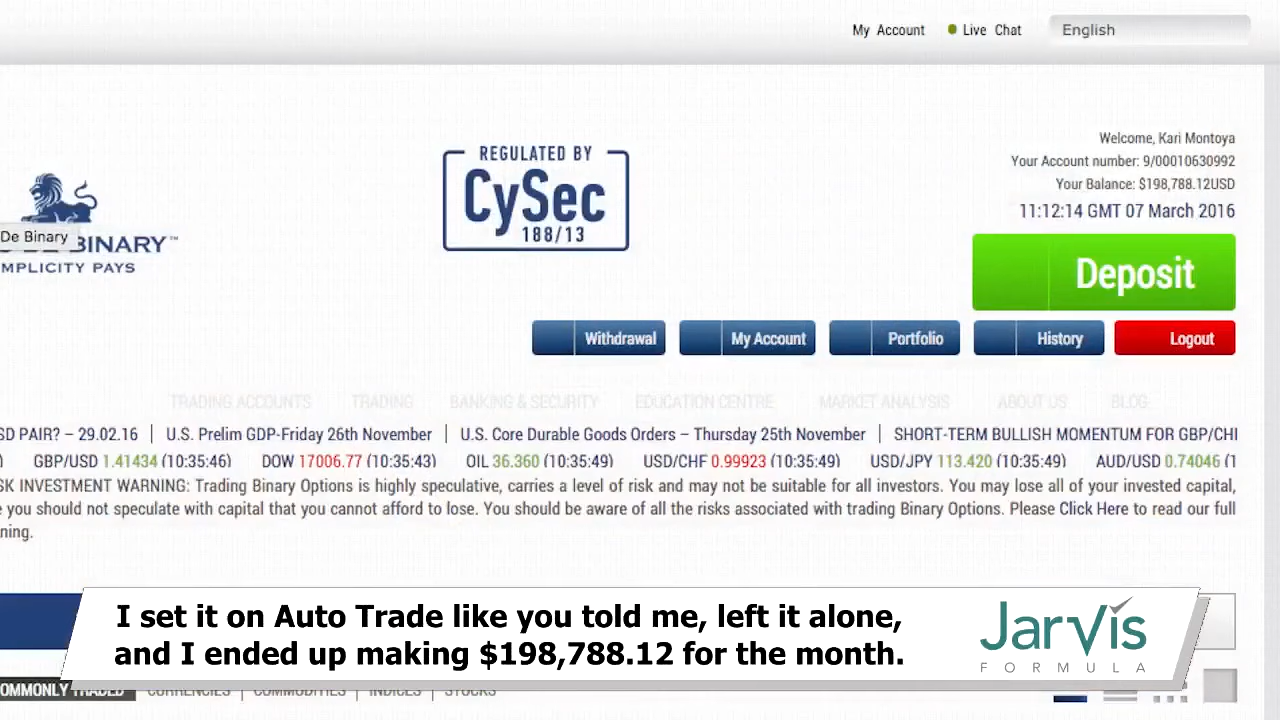 My Account Live Chat English
Welcome, Kari Montoya
Your Account number: 9/00010630992
Your Balance: $198,788.12USD
11:12:14 GMT 07 March 2016
REGULATED BY
CySec
188/13
De Binary
BINARY™
MPLICITY PAYS
Deposit
Withdrawal My Account Portfolio History Logout
TRADING ACCOUNTS TRADING BANKING & SECURITY EDUCATION CENTRE MARKET ANALYSIS ABOUT US BLOG
SD PAIR? – 29.02.16 | U.S. Prelim GDP-Friday 26th November | U.S. Core Durable Goods Orders – Thursday 25th November | SHORT-TERM BULLISH MOMENTUM FOR GBP/CHI
) GBP/USD 1.41434 (10:35:46) DOW 17006.77 (10:35:43) OIL 36.360 (10:35:49) USD/CHF 0.99923 (10:35:49) USD/JPY 113.420 (10:35:49) AUD/USD 0.74046 (1
SK INVESTMENT WARNING: Trading Binary Options is highly speculative, carries a level of risk and may not be suitable for all investors. You may lose all of your invested capital,
e you should not speculate with capital that you cannot afford to lose. You should be aware of all the risks associated with trading Binary Options. Please Click Here to read our full
ning.
I set it on Auto Trade like you told me, left it alone,
and I ended up making $198,788.12 for the month.
Jarvis
FORMULA
OMMONLY TRADED CURRENCIES COMMODITIES INDICES STOCKS